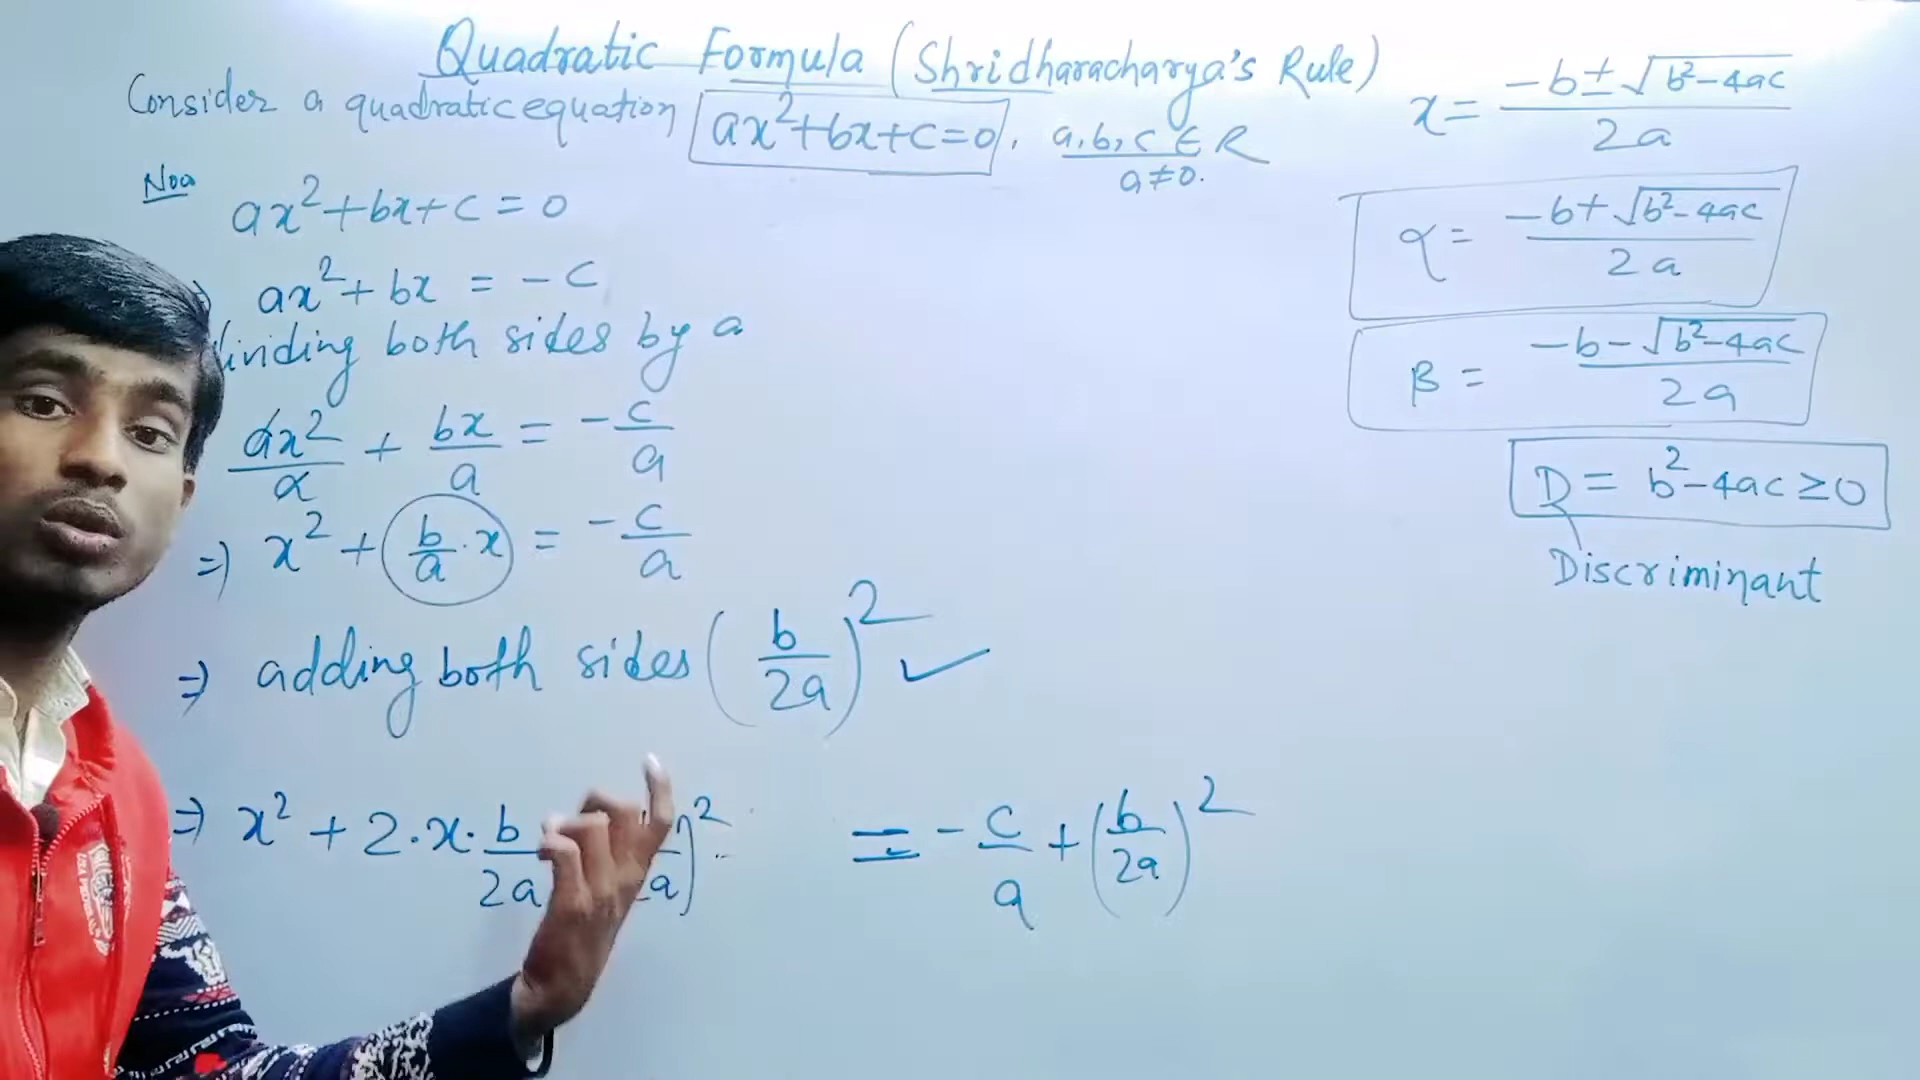 Quadratic Formula (Shridharacharya's Rule)
Consider a quadratic equation ax²+bx+c=0, a,b,c ∈ R
a≠0.
Now
ax²+bx+c=0
ax²+bx = -c
dividing both sides by a
ax²/a + bx/a = -c/a
⇒ x² + b/a·x = -c/a
⇒ adding both sides (b/2a)² ✓
⇒ x² + 2·x·b/2a )² = -c/a + (b/2a)²
x = -b±√b²-4ac / 2a
α = -b+√b²-4ac / 2a
β = -b-√b²-4ac / 2a
D = b²-4ac ≥ 0
Discriminant